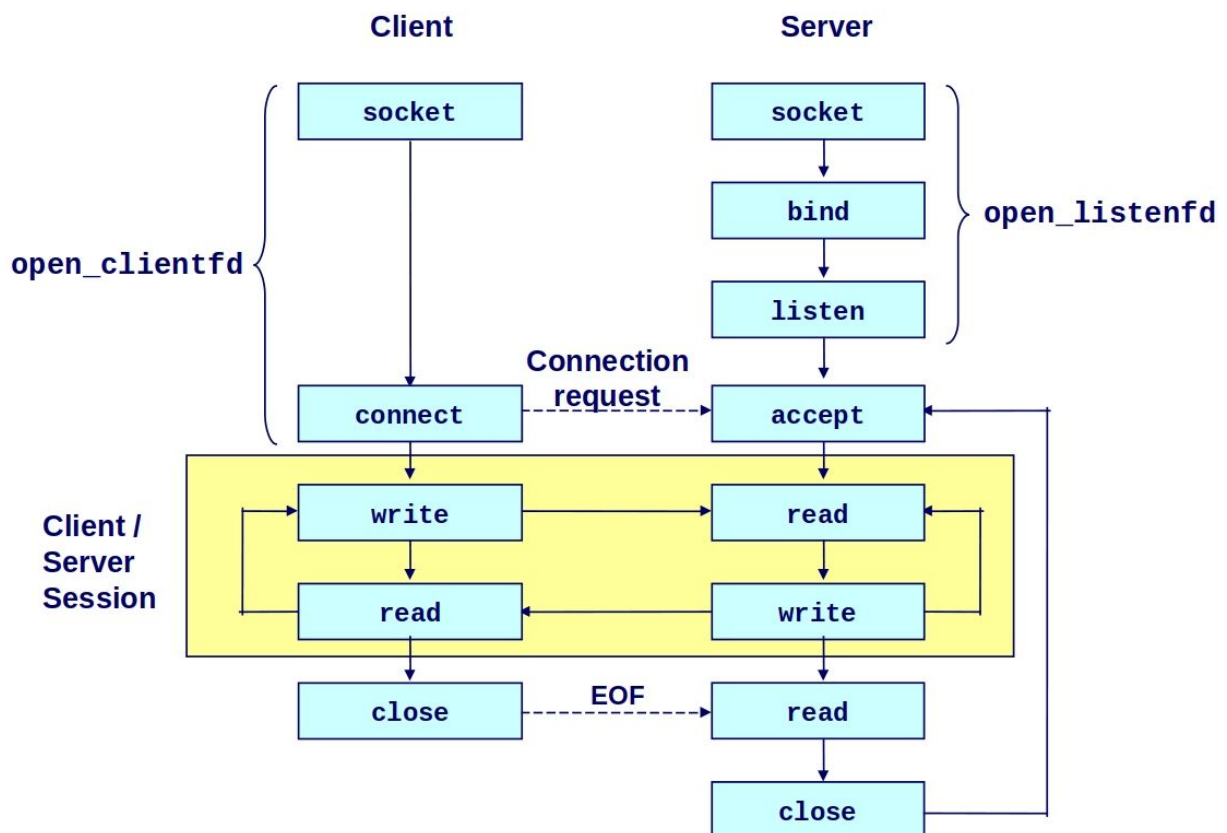 Client
Server
socket
socket
bind
open_listenfd
open_clientfd
listen
Connection
request
connect
accept
Client /
Server
Session
write
read
read
write
EOF
close
read
close